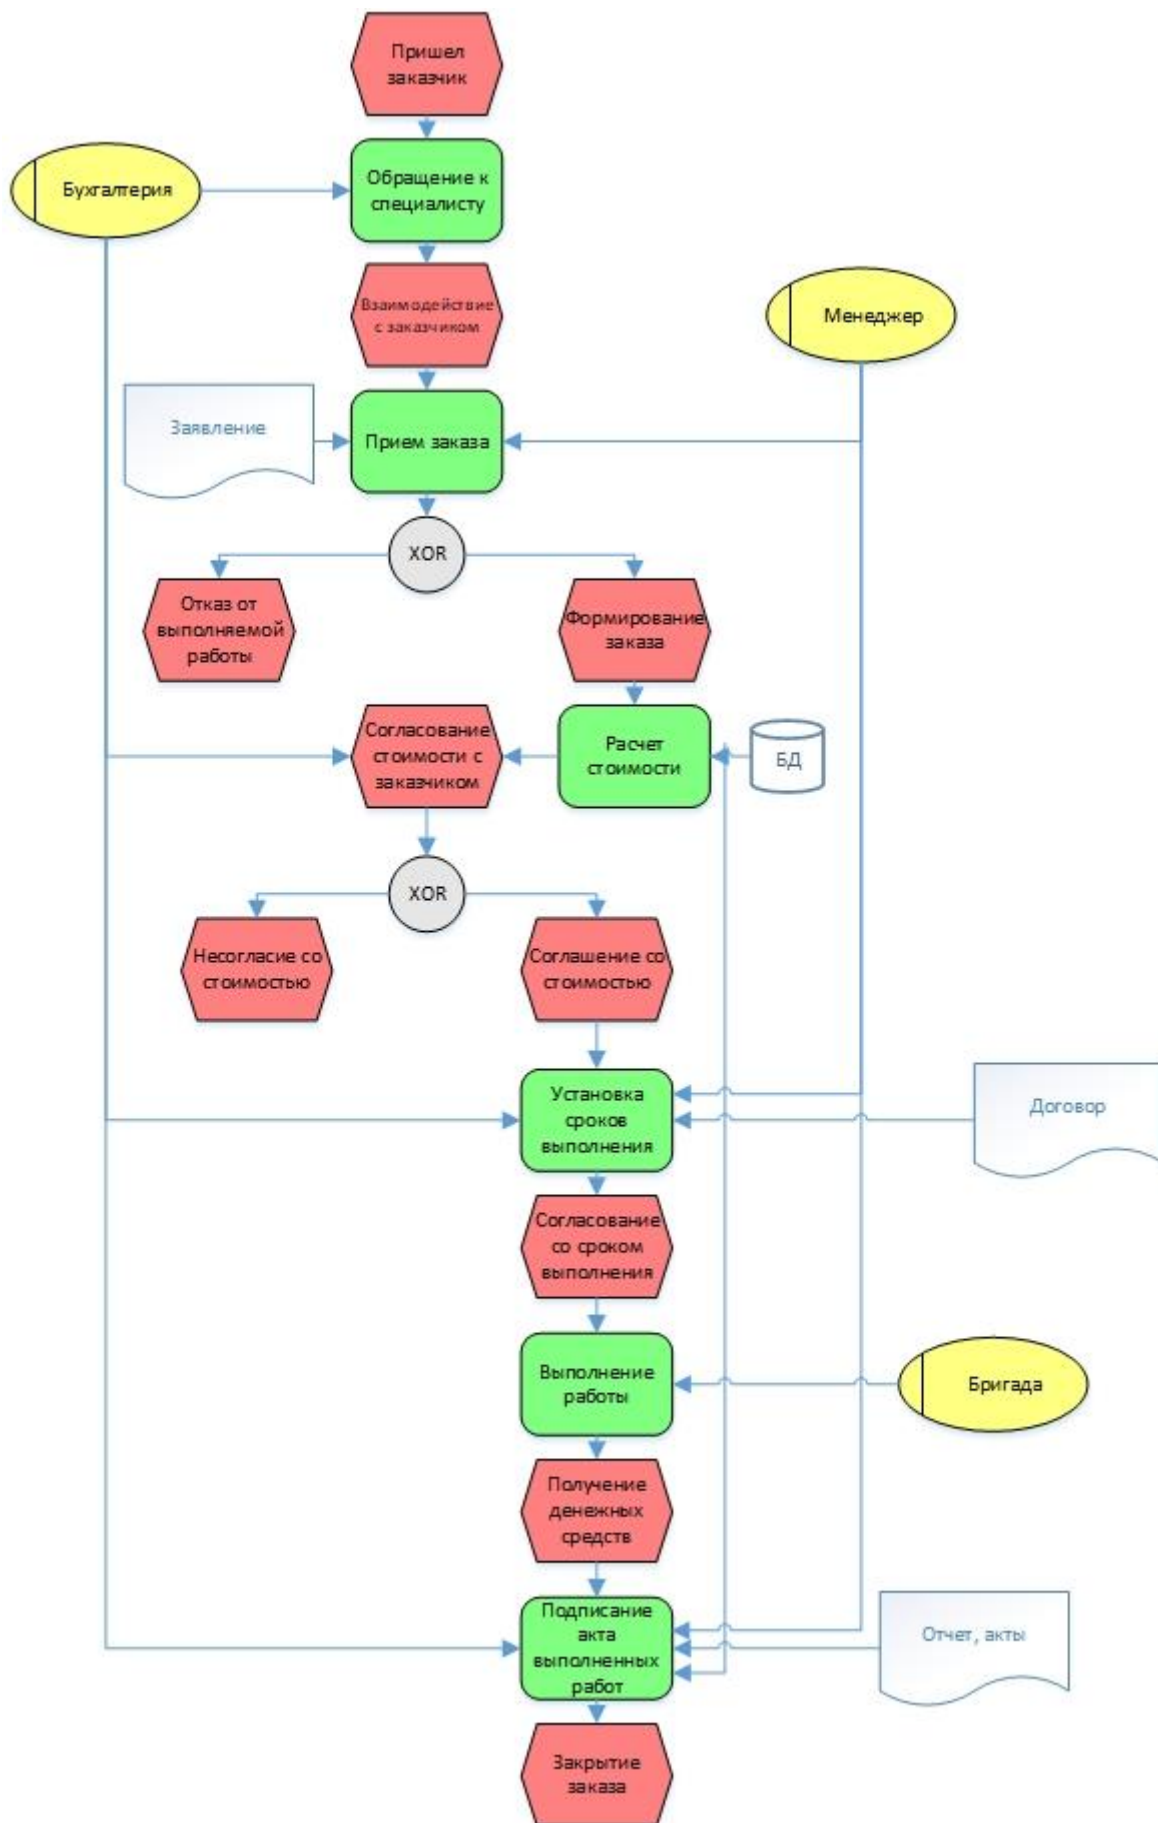 Пришел
заказчик
Бухгалтерия
Обращение к
специалисту
Взаимодействие
с заказчиком
Менеджер
Заявление
Прием заказа
XOR
Отказ от
выполняемой
работы
Формирование
заказа
Согласование
стоимости с
заказчиком
Расчет
стоимости
БД
XOR
Несогласие со
стоимостью
Соглашение со
стоимостью
Установка
сроков
выполнения
Договор
Согласование
со сроком
выполнения
Выполнение
работы
Бригада
Получение
денежных
средств
Подписание
акта
выполненных
работ
Отчет, акты
Закрытие
заказа